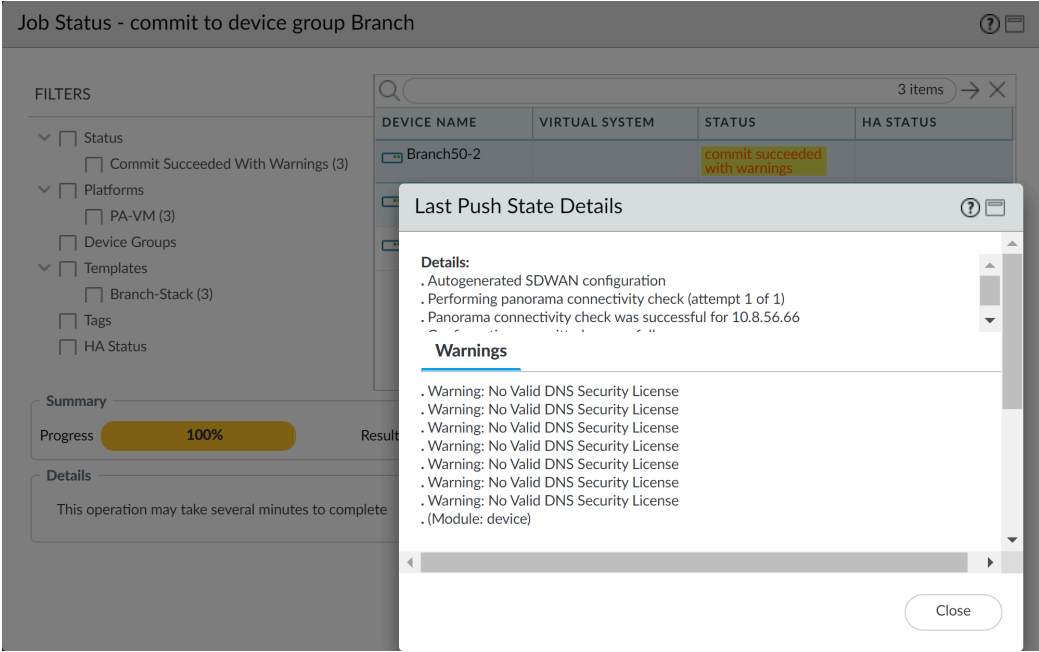 Job Status - commit to device group Branch
FILTERS
Status
Commit Succeeded With Warnings (3)
Platforms
PA-VM (3)
Device Groups
Templates
Branch-Stack (3)
Tags
HA Status
3 items
DEVICE NAME VIRTUAL SYSTEM STATUS HA STATUS
Branch50-2 commit succeeded
with warnings
Summary
Progress 100% Result
Details
This operation may take several minutes to complete
Last Push State Details
Details:
. Autogenerated SDWAN configuration
. Performing panorama connectivity check (attempt 1 of 1)
. Panorama connectivity check was successful for 10.8.56.66
Warnings
. Warning: No Valid DNS Security License
. Warning: No Valid DNS Security License
. Warning: No Valid DNS Security License
. Warning: No Valid DNS Security License
. Warning: No Valid DNS Security License
. Warning: No Valid DNS Security License
. Warning: No Valid DNS Security License
. (Module: device)
Close